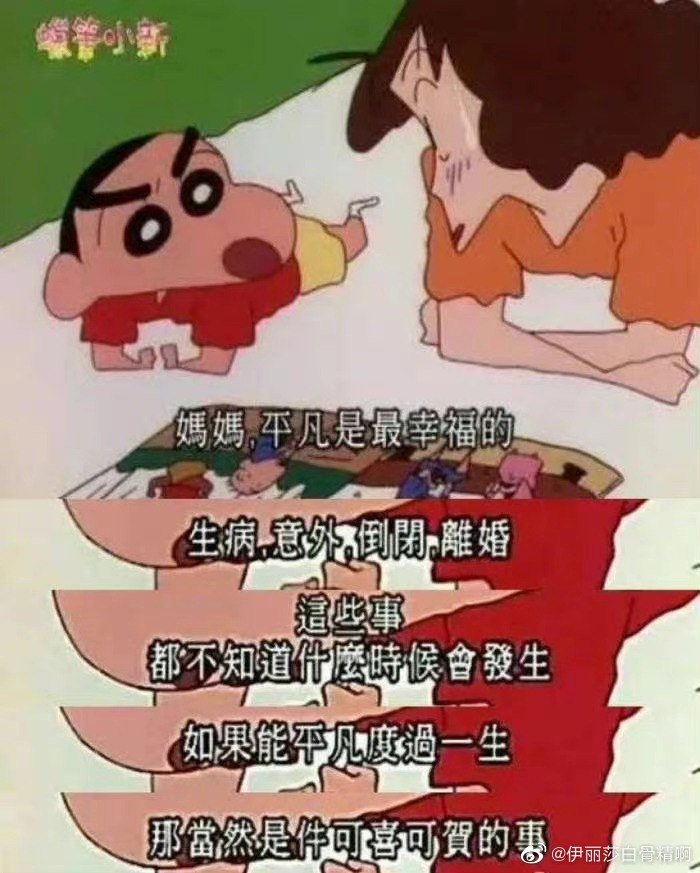 蠟筆小新
媽媽,平凡是最幸福的
生病,意外,倒閉,離婚
這些事
都不知道什麼時候會發生
如果能平凡度過一生
那當然是件可喜可賀的事
@伊丽莎白骨精啊